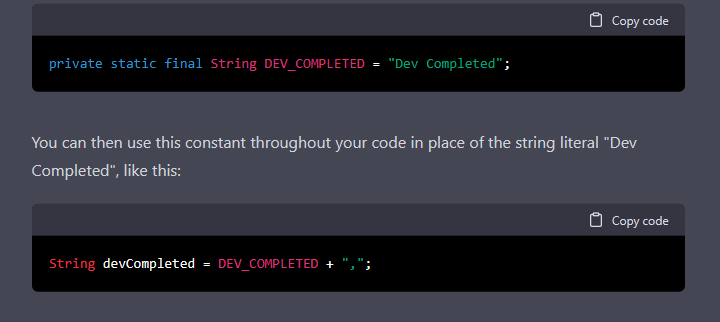 Copy code
private static final String DEV_COMPLETED = "Dev Completed";
You can then use this constant throughout your code in place of the string literal "Dev
Completed", like this:
Copy code
String devCompleted = DEV_COMPLETED + ",";